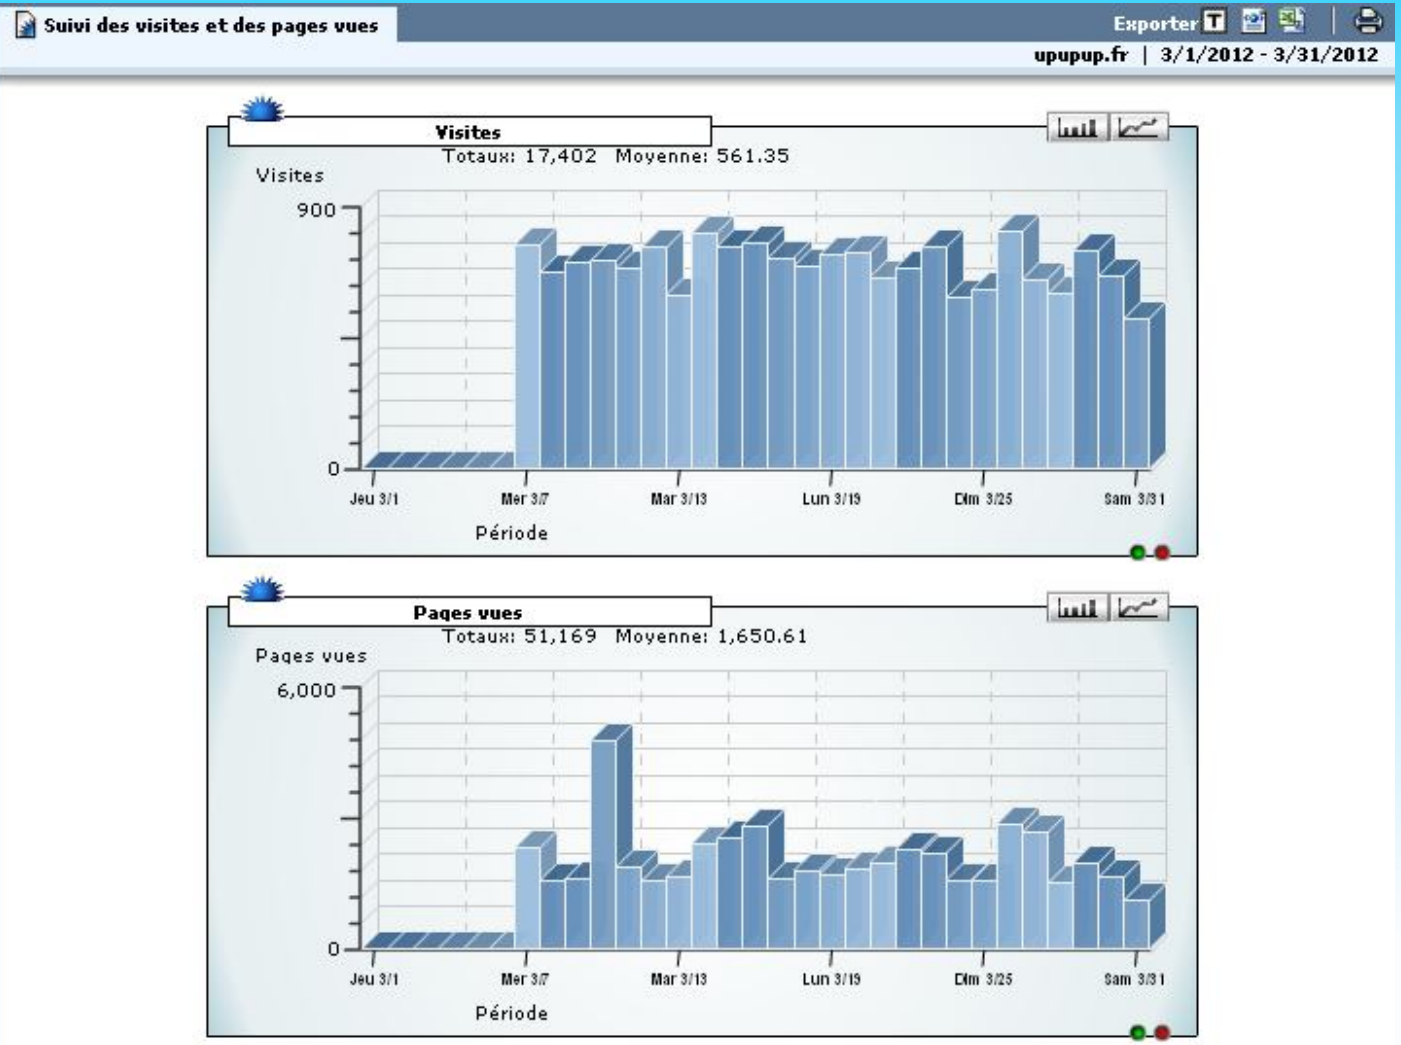 Suivi des visites et des pages vues
Exporter T
upupup.fr | 3/1/2012 - 3/31/2012
Visites
Totaux: 17,402 Moyenne: 561.35
Visites
900
0
Jeu 3/1 Mer 3/7 Mar 3/13 Lun 3/19 Dim 3/25 Sam 3/31
Période
Pages vues
Totaux: 51,169 Moyenne: 1,650.61
Pages vues
6,000
0
Jeu 3/1 Mer 3/7 Mar 3/13 Lun 3/19 Dim 3/25 Sam 3/31
Période